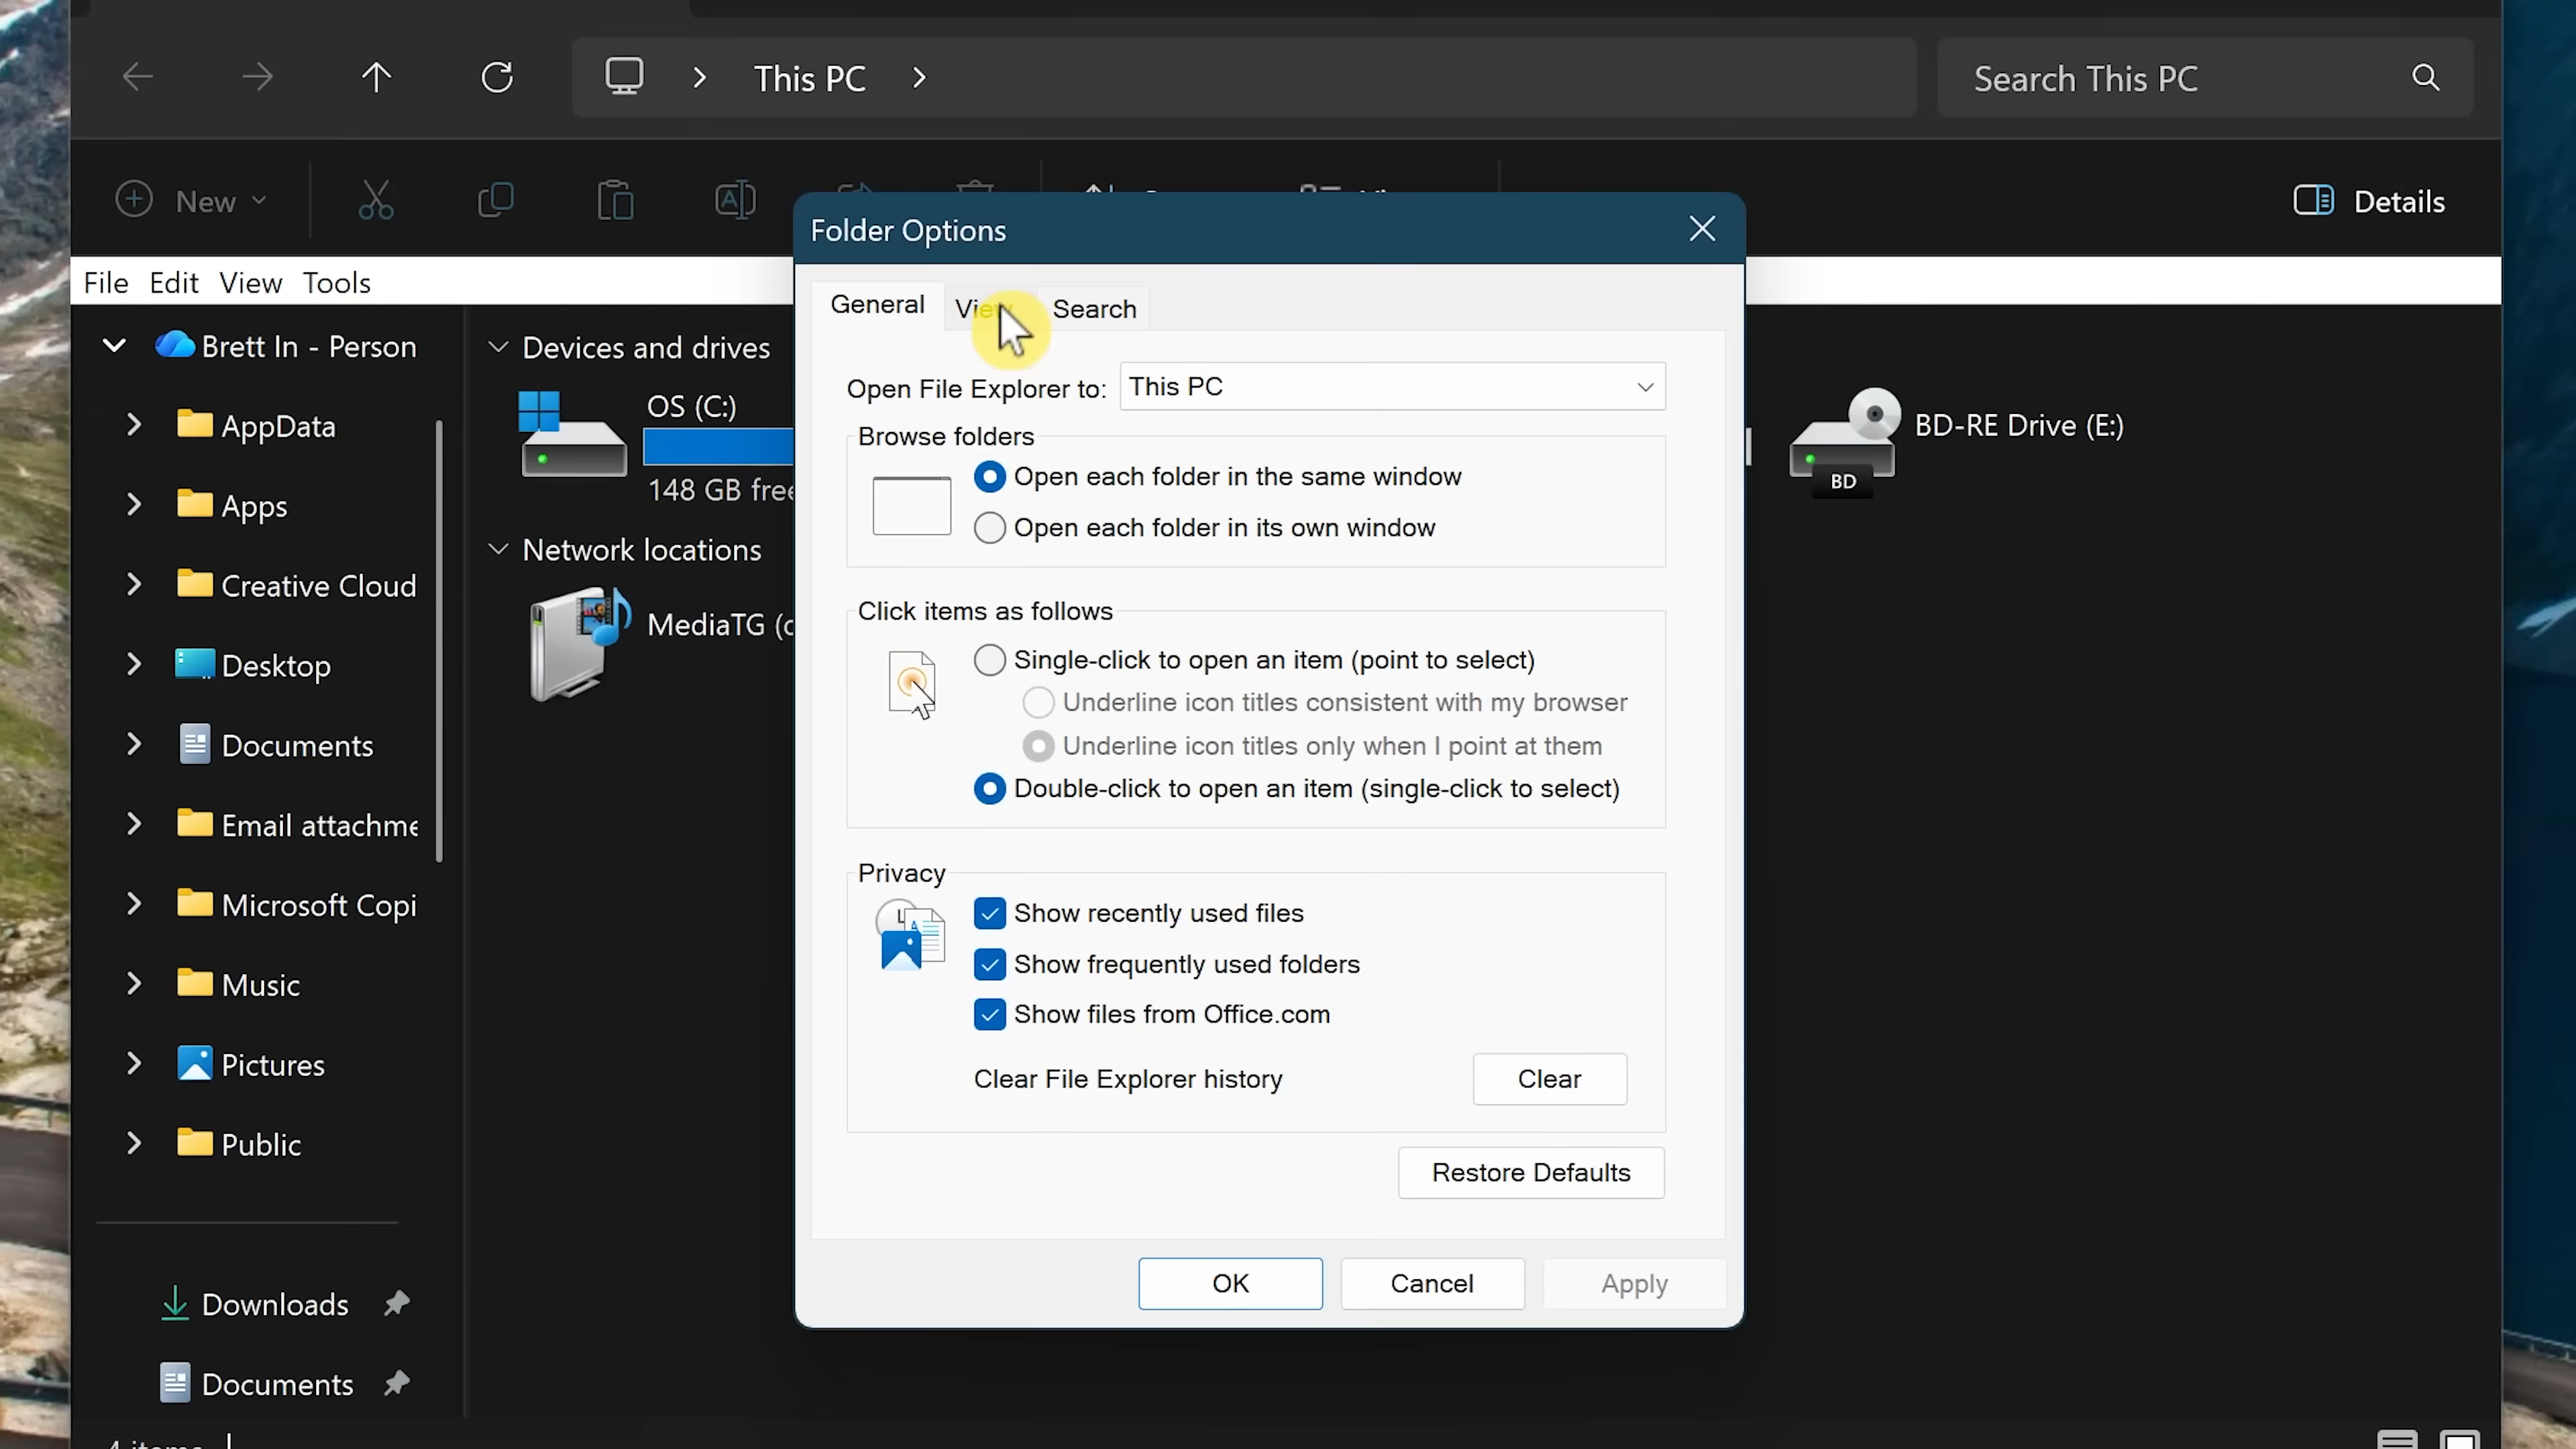 This PC
Search This PC
New
Details
Folder Options
File Edit View Tools
General
Search
Open File Explorer to:
This PC
Browse folders
Open each folder in the same window
Open each folder in its own window
Click items as follows
Single-click to open an item (point to select)
Underline icon titles consistent with my browser
Underline icon titles only when I point at them
Double-click to open an item (single-click to select)
Privacy
Show recently used files
Show frequently used folders
Show files from Office.com
Clear File Explorer history
Clear
Restore Defaults
OK
Cancel
Apply
Brett In - Person
AppData
Apps
Creative Cloud
Desktop
Documents
Email attachme
Microsoft Copi
Music
Pictures
Public
Downloads
Documents
Devices and drives
OS (C:)
148 GB free
Network locations
MediaTG (
BD-RE Drive (E:)
BD